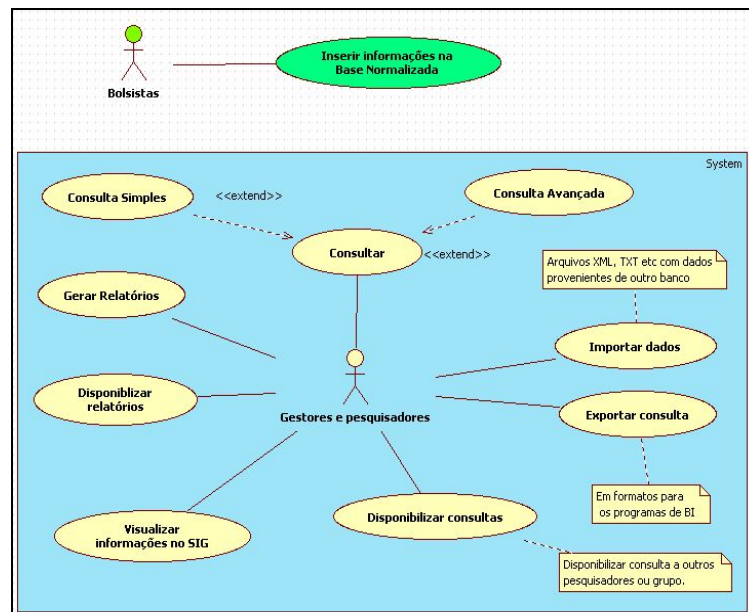 Inserir informações na
Base Normalizada
Bolsistas
System
Consulta Simples
<<extend>>
Consulta Avançada
Consultar
<<extend>>
Arquivos XML, TXT etc com dados
provenientes de outro banco
Gerar Relatórios
Importar dados
Disponiblizar
relatórios
Gestores e pesquisadores
Exportar consulta
Em formatos para
os programas de BI
Visualizar
informações no SIG
Disponibilizar consultas
Disponibilizar consulta a outros
pesquisadores ou grupo.